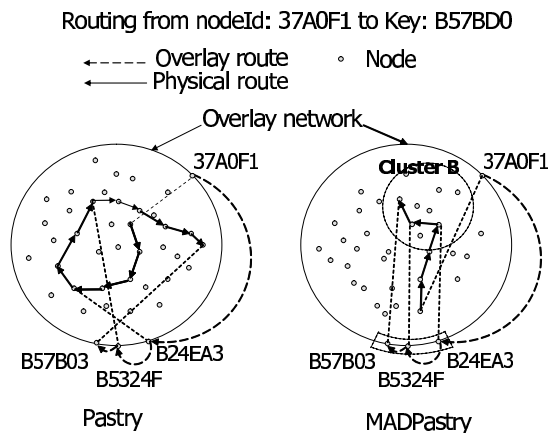 Routing from nodeId: 37A0F1 to Key: B57BD0
Overlay route
Node
Physical route
Overlay network
37A0F1
Cluster B
37A0F1
B57B03
B24EA3
B5324F
B57B03
B24EA3
B5324F
Pastry
MADPastry